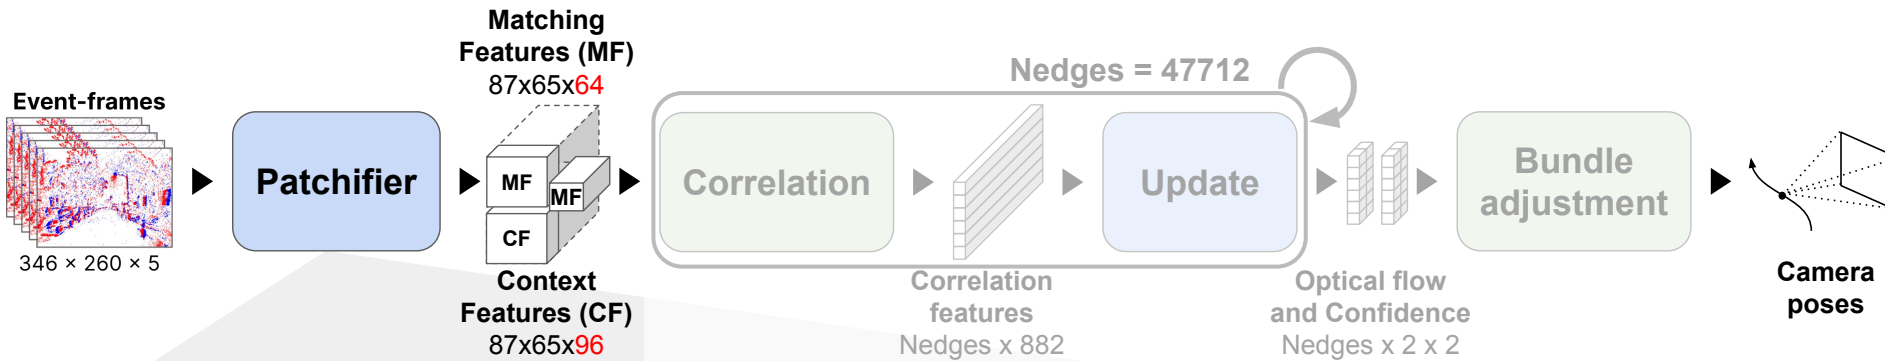 Event-frames
346 × 260 × 5
Patchifier
Matching
Features (MF)
87x65x64
MF
MF
CF
Context
Features (CF)
87x65x96
Nedges = 47712
Correlation
Correlation
features
Nedges x 882
Update
Optical flow
and Confidence
Nedges x 2 x 2
Bundle
adjustment
Camera
poses